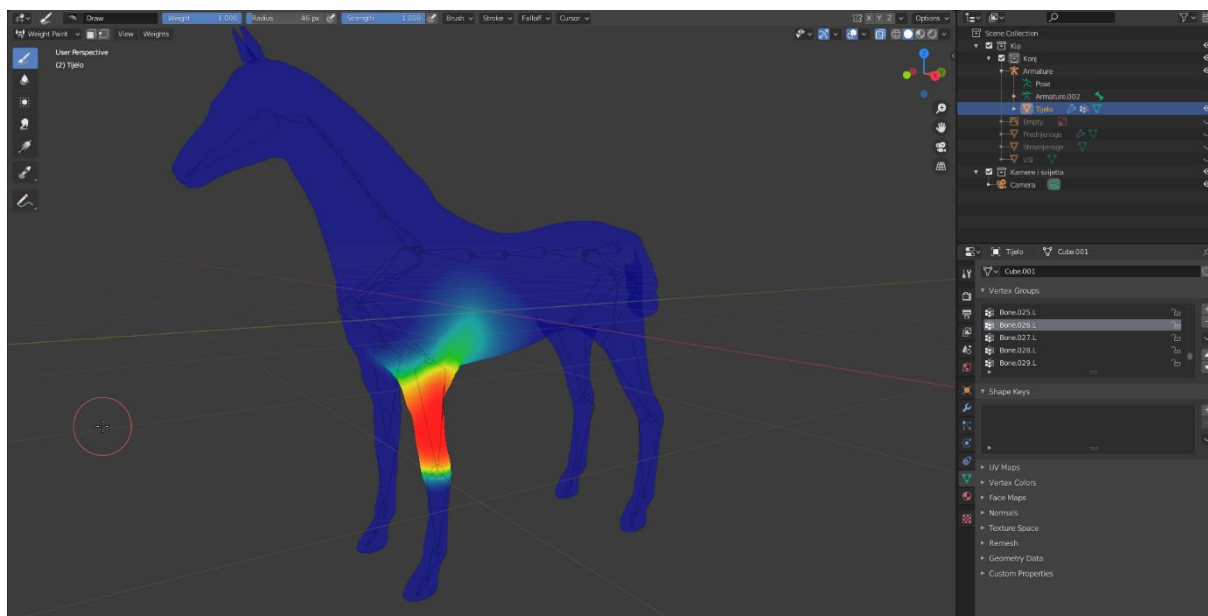 Draw Weight 1.000 Radius 46 px Strength 1.000 Brush Stroke Falloff Cursor X Y Z Options
Weight Paint View Weights
User Perspective
(2) Tijelo
Scene Collection
Kip
Konj
Armature
Pose
Armature.002
Tijelo
Empty
Prednjenoge
Straznjenoge
Uši
Kamere i svijetla
Camera
Tijelo Cube.001
Cube.001
Vertex Groups
Bone.025.L
Bone.026.L
Bone.027.L
Bone.028.L
Bone.029.L
Shape Keys
UV Maps
Vertex Colors
Face Maps
Normals
Texture Space
Remesh
Geometry Data
Custom Properties